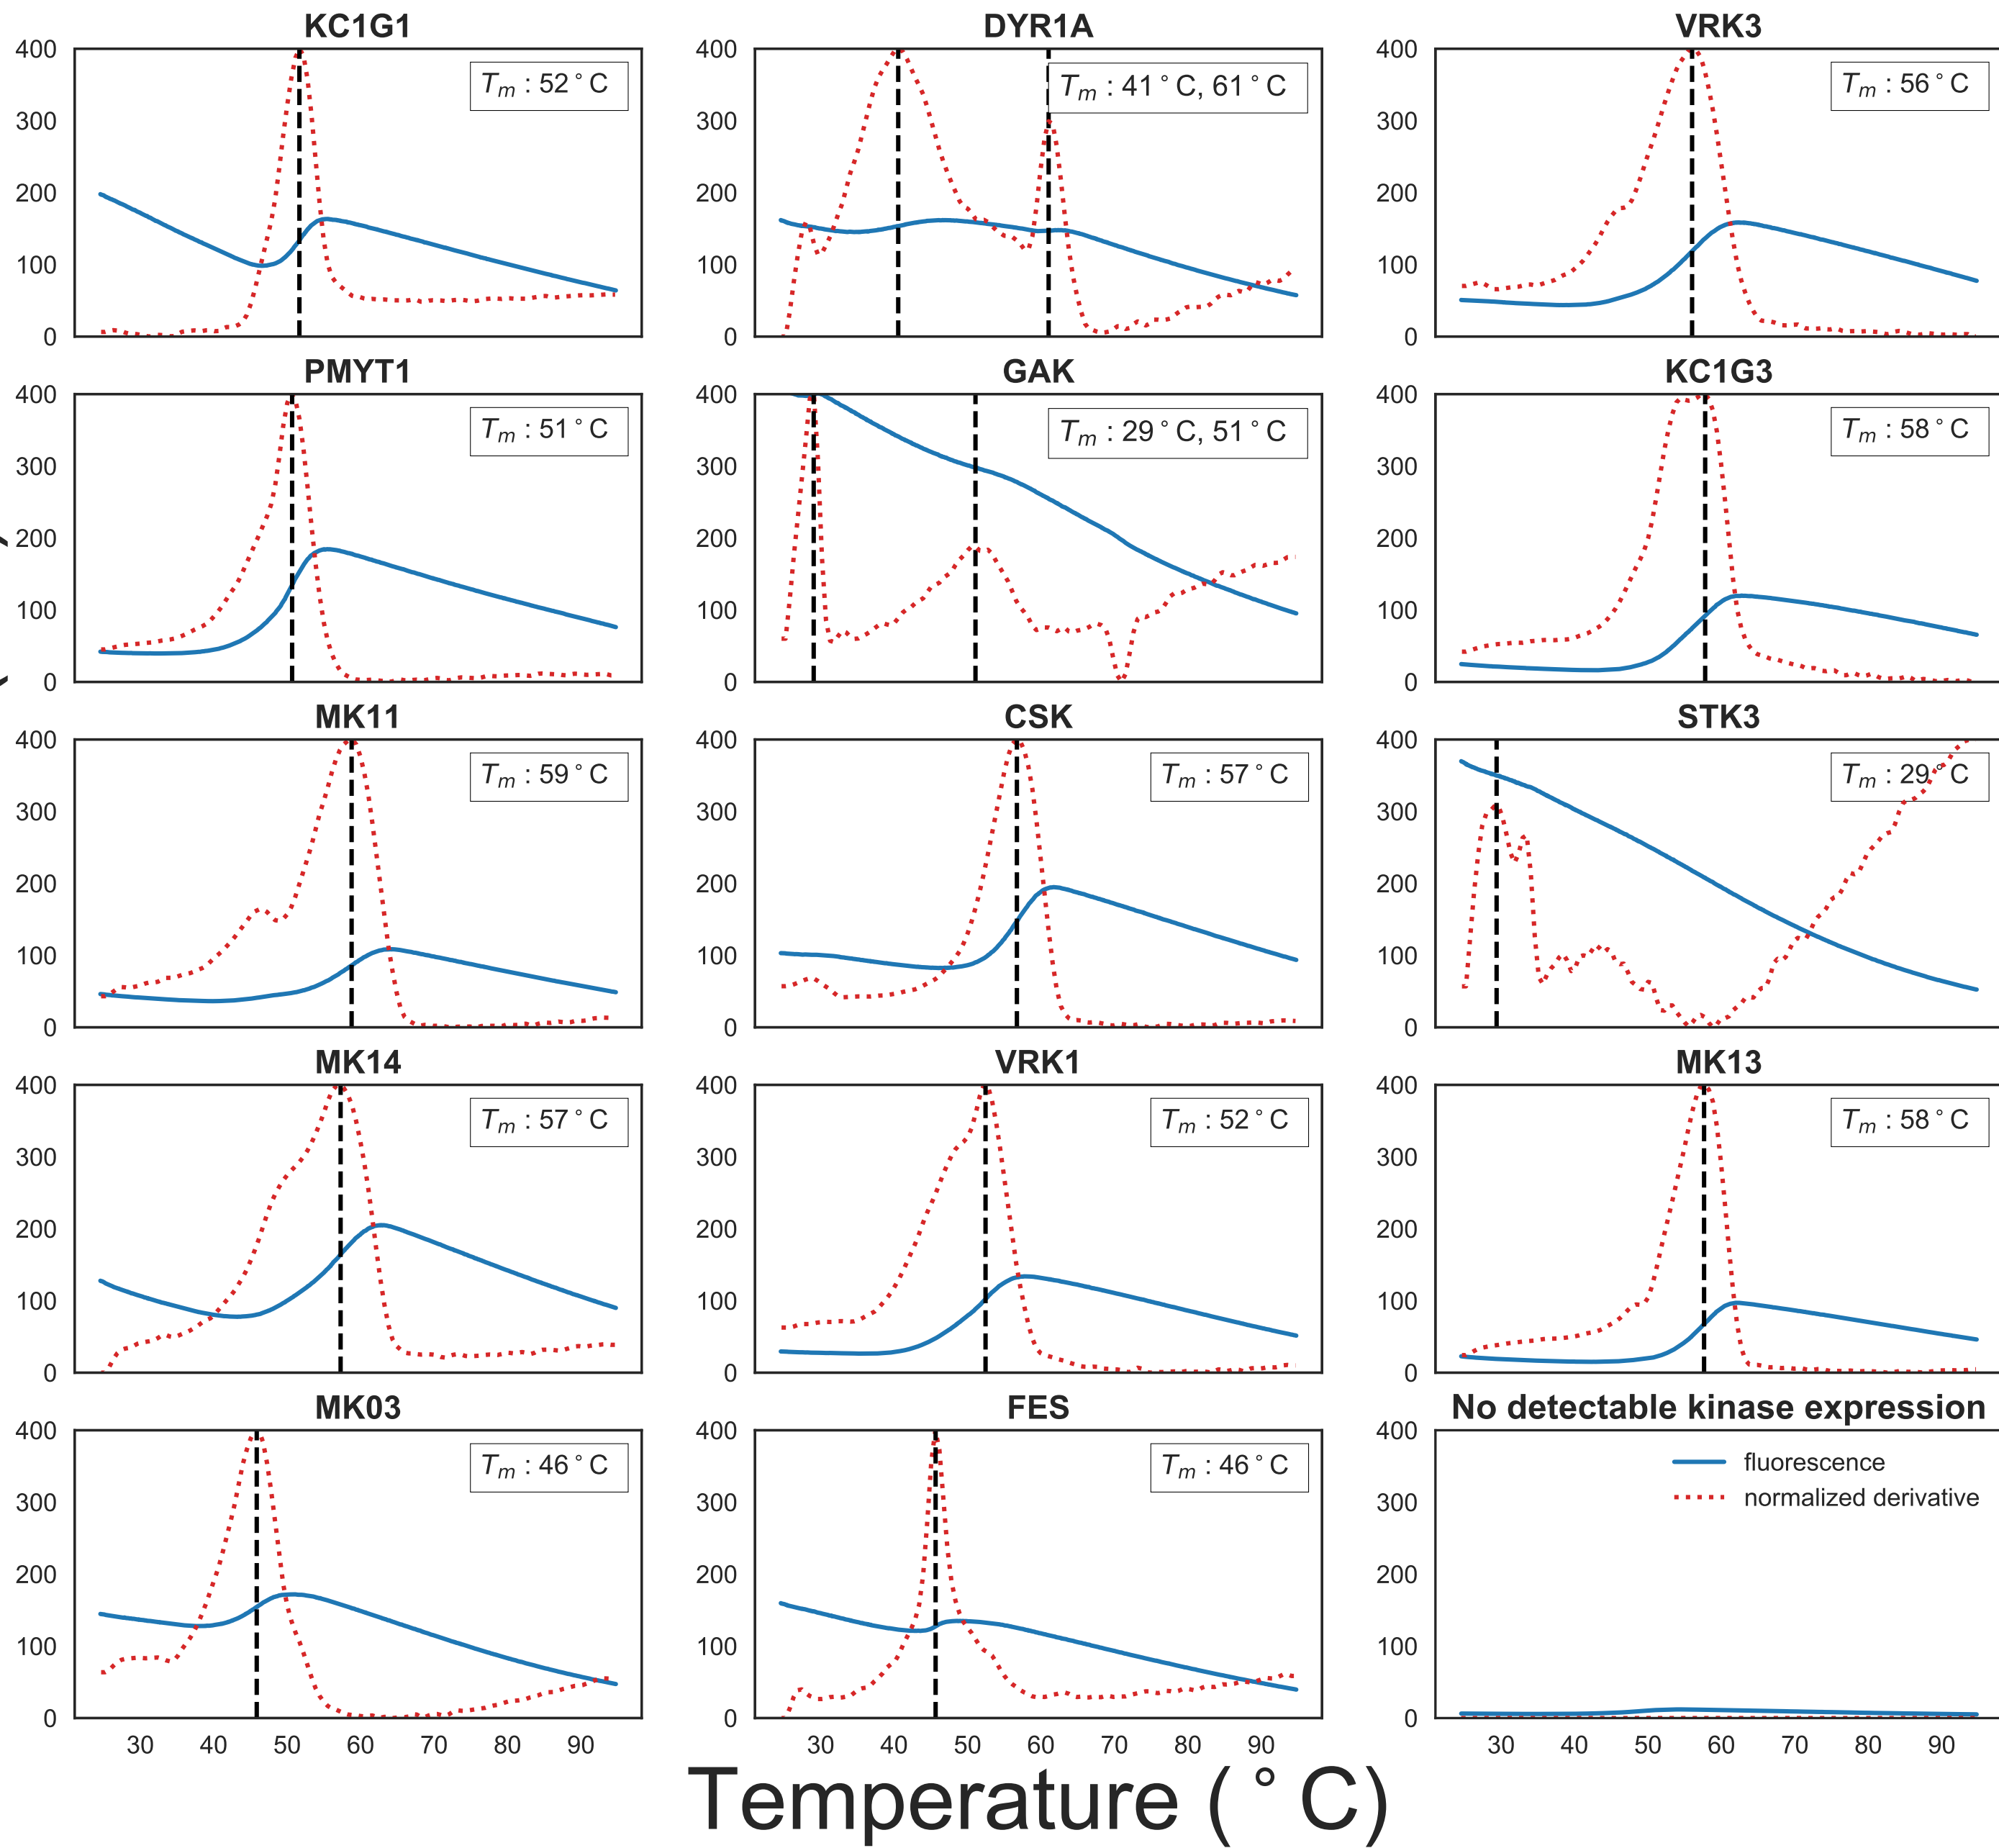 KC1G1 DYR1A VRK3
400 400 400
Tm : 52°C Tm : 41°C, 61°C Tm : 56°C
300 300 300
200 200 200
100 100 100
0 0 0
PMYT1 GAK KC1G3
400 400 400
Tm : 51°C Tm : 29°C, 51°C Tm : 58°C
300 300 300
200 200 200
100 100 100
0 0 0
MK11 CSK STK3
400 400 400
Tm : 59°C Tm : 57°C Tm : 29°C
300 300 300
200 200 200
100 100 100
0 0 0
MK14 VRK1 MK13
400 400 400
Tm : 57°C Tm : 52°C Tm : 58°C
300 300 300
200 200 200
100 100 100
0 0 0
MK03 FES No detectable kinase expression
400 400 400
Tm : 46°C Tm : 46°C fluorescence
normalized derivative
300 300 300
200 200 200
100 100 100
0 0 0
30 40 50 60 70 80 90 30 40 50 60 70 80 90 30 40 50 60 70 80 90
Temperature (°C)